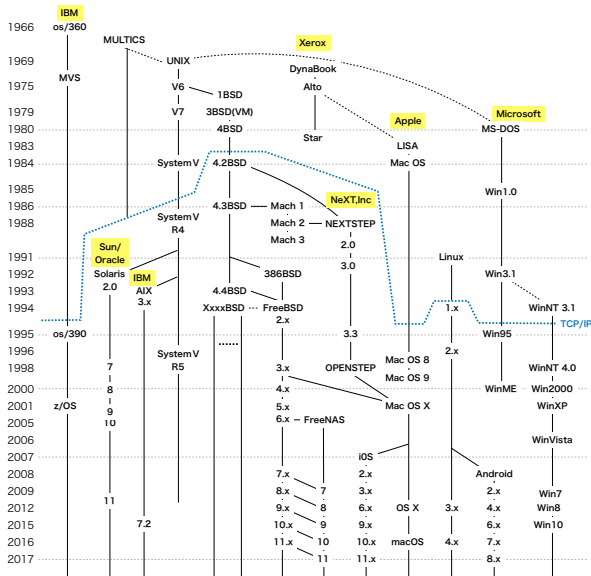 IBM
1966 os/360
MULTICS
Xerox
1969 UNIX
DynaBook
MVS
1975 V6 1BSD Alto
1979 V7 3BSD(VM)
Microsoft
Apple
1980 4BSD MS-DOS
Star
1983 LISA
1984 System V 4.2BSD Mac OS
1985 Win1.0
NeXT,Inc
1986 4.3BSD Mach 1
System V
1988 R4 Mach 2 NEXTSTEP
Mach 3 2.0
Sun/
Oracle
1991 Linux
3.0
1992 Solaris IBM 386BSD Win3.1
2.0
1993 AIX 4.4BSD
1994 3.x XxxxBSD FreeBSD 1.x WinNT 3.1
2.x
TCP/IP
1995 os/390 3.3 Win95
1996 System V 2.x
Mac OS 8
1998 7 R5 3.x OPENSTEP WinNT 4.0
Mac OS 9
2000 8 4.x WinME Win2000
2001 z/OS 9 5.x Mac OS X WinXP
2005 10 6.x FreeNAS
2006 WinVista
2007 iOS
2008 7.x 2.x Android
2009 8.x 7 3.x 2.x Win7
11
2012 9.x 8 6.x OS X 3.x 4.x Win8
2015 7.2 10.x 9 9.x 6.x Win10
2016 11.x 10 10.x macOS 4.x 7.x
2017 11 11.x 8.x